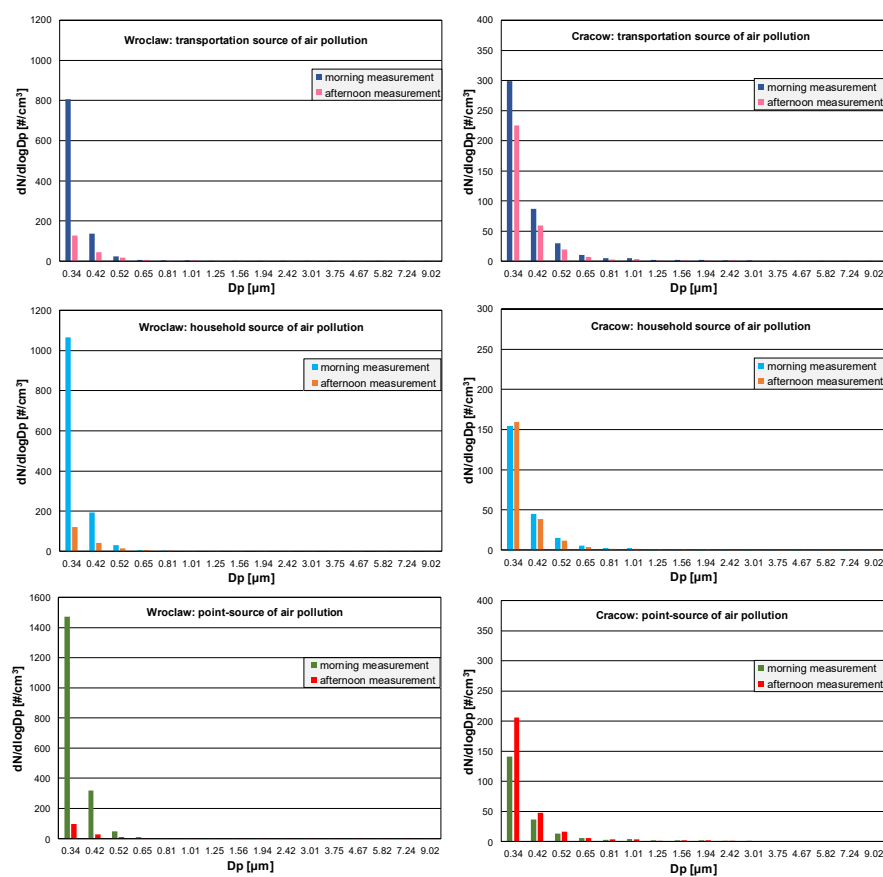 Wroclaw: transportation source of air pollution
morning measurement
afternoon measurement
dN/dlogDp [#/cm³]
1200
1000
800
600
400
200
0
0.34 0.42 0.52 0.65 0.81 1.01 1.25 1.56 1.94 2.42 3.01 3.75 4.67 5.82 7.24 9.02
Dp [µm]
Cracow: transportation source of air pollution
morning measurement
afternoon measurement
dN/dlogDp [#/cm³]
400
350
300
250
200
150
100
50
0
0.34 0.42 0.52 0.65 0.81 1.01 1.25 1.56 1.94 2.42 3.01 3.75 4.67 5.82 7.24 9.02
Dp [µm]
Wroclaw: household source of air pollution
morning measurement
afternoon measurement
dN/dlogDp [#/cm³]
1200
1000
800
600
400
200
0
0.34 0.42 0.52 0.65 0.81 1.01 1.25 1.56 1.94 2.42 3.01 3.75 4.67 5.82 7.24 9.02
Dp [µm]
Cracow: household source of air pollution
morning measurement
afternoon measurement
dN/dlogDp [#/cm³]
300
250
200
150
100
50
0
0.34 0.42 0.52 0.65 0.81 1.01 1.25 1.56 1.94 2.42 3.01 3.75 4.67 5.82 7.24 9.02
Dp [µm]
Wroclaw: point-source of air pollution
morning measurement
afternoon measurement
dN/dlogDp [#/cm³]
1600
1400
1200
1000
800
600
400
200
0
0.34 0.42 0.52 0.65 0.81 1.01 1.25 1.56 1.94 2.42 3.01 3.75 4.67 5.82 7.24 9.02
Dp [µm]
Cracow: point-source of air pollution
morning measurement
afternoon measurement
dN/dlogDp [#/cm³]
400
350
300
250
200
150
100
50
0
0.34 0.42 0.52 0.65 0.81 1.01 1.25 1.56 1.94 2.42 3.01 3.75 4.67 5.82 7.24 9.02
Dp [µm]